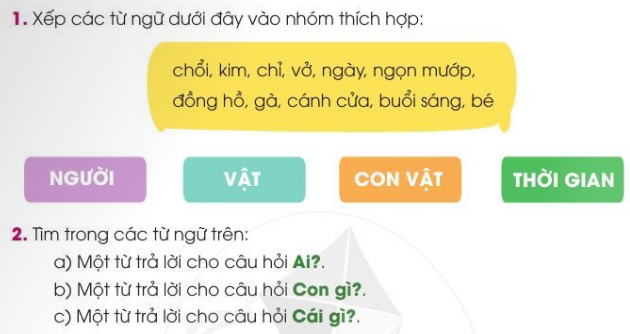 1. Xếp các từ ngữ dưới đây vào nhóm thích hợp:
chổi, kim, chỉ, vở, ngày, ngọn mướp,
đồng hồ, gà, cánh cửa, buổi sáng, bé
NGƯỜI VẬT CON VẬT THỜI GIAN
2. Tìm trong các từ ngữ trên:
a) Một từ trả lời cho câu hỏi Ai?.
b) Một từ trả lời cho câu hỏi Con gì?.
c) Một từ trả lời cho câu hỏi Cái gì?.